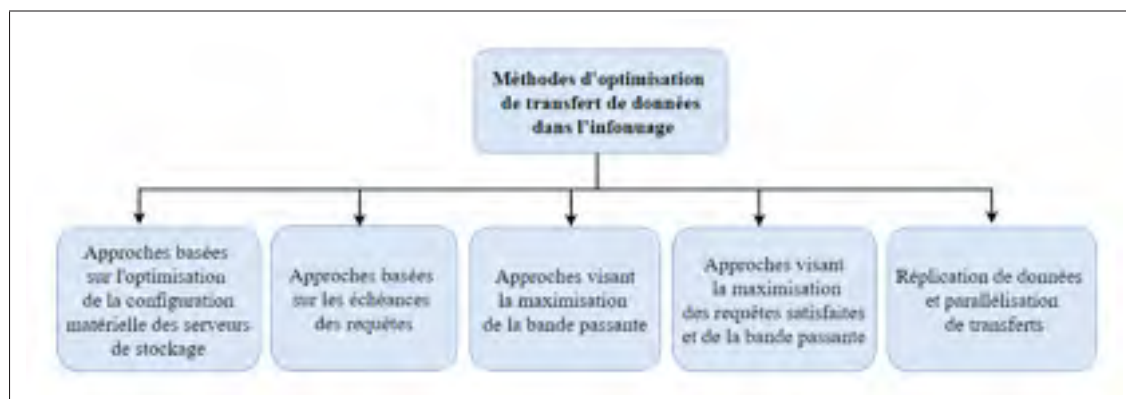 Méthodes d'optimisation
de transfert de données
dans l'infonuage
Approches basées
sur l'optimisation
de la configuration
matérielle des serveurs
de stockage
Approches basées
sur les échéances
des requêtes
Approches visant
la maximisation
de la bande passante
Approches visant
la maximisation
des requêtes satisfaites
et de la bande passante
Réplication de données
et parallélisation
de transferts